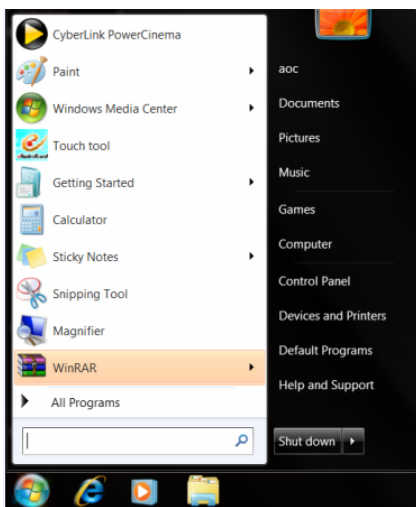 CyberLink PowerCinema
Paint
Windows Media Center
Touch tool
Getting Started
Calculator
Sticky Notes
Snipping Tool
Magnifier
WinRAR
All Programs
aoc
Documents
Pictures
Music
Games
Computer
Control Panel
Devices and Printers
Default Programs
Help and Support
Shut down